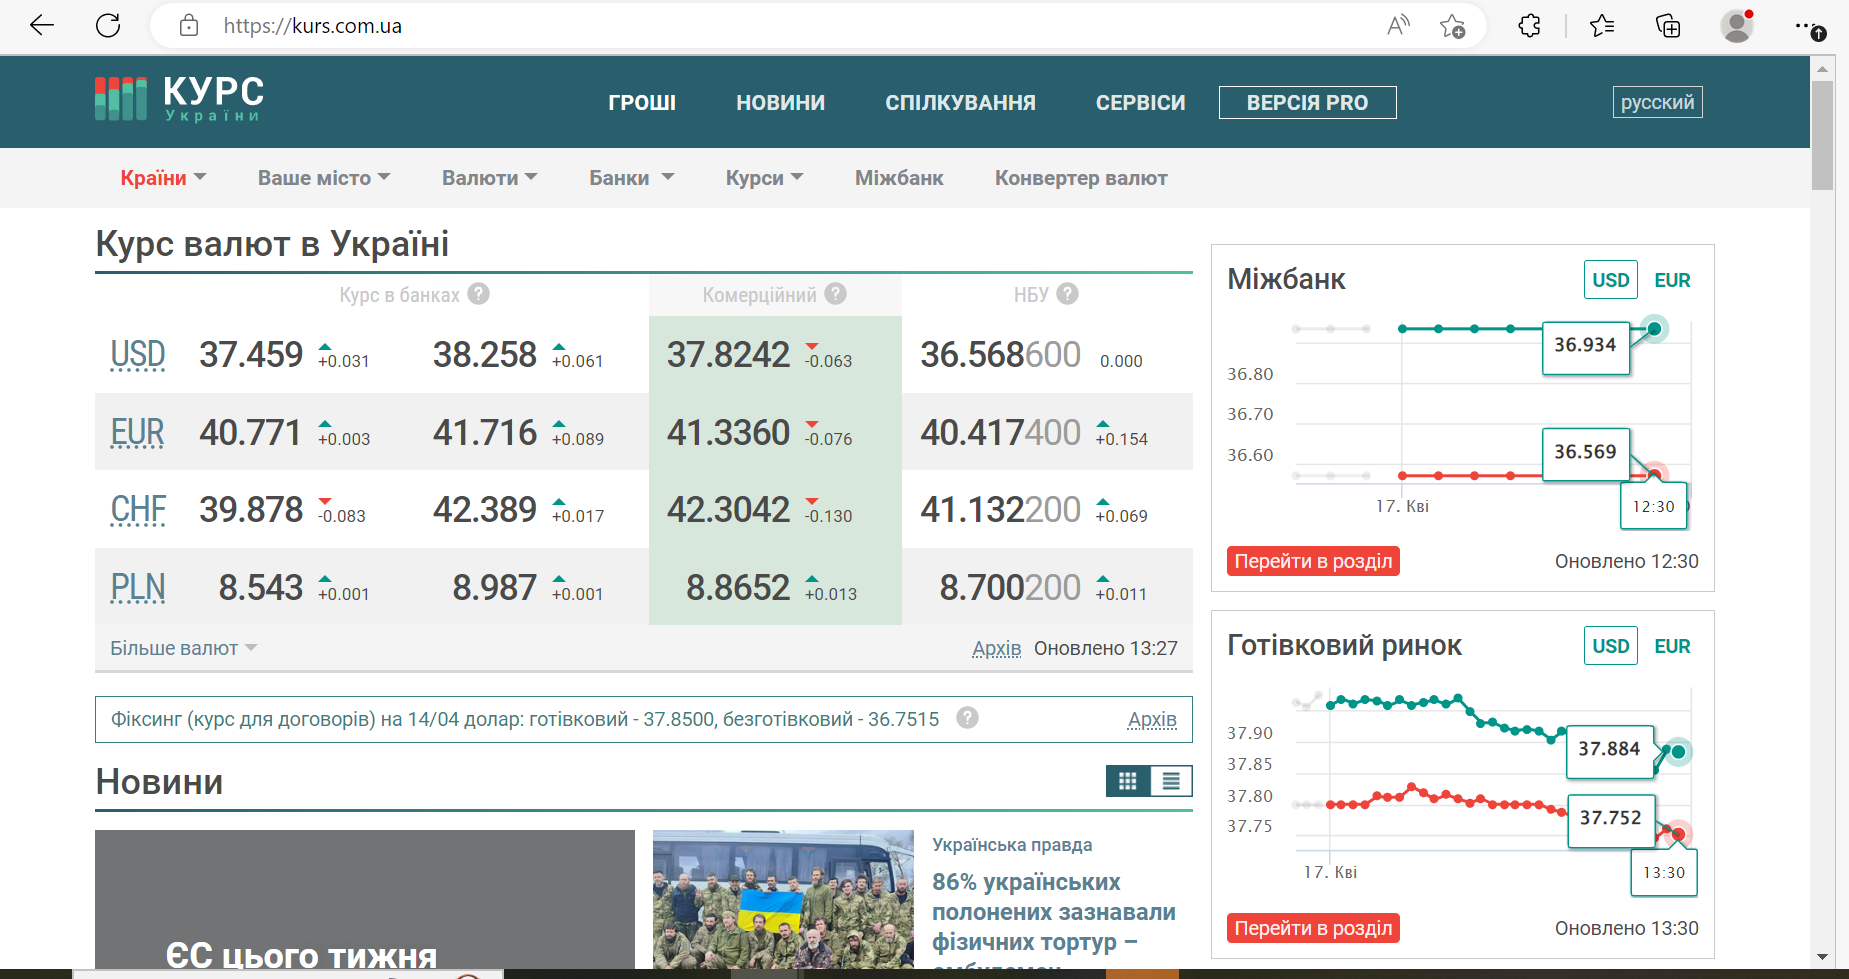 https://kurs.com.ua
КУРС
України
ГРОШІ НОВИНИ СПІЛКУВАННЯ СЕРВІСИ ВЕРСІЯ PRO русский
Країни Ваше місто Валюти Банки Курси Міжбанк Конвертер валют
Курс валют в Україні
Курс в банках ? Комерційний ? НБУ ?
USD 37.459 +0.031 38.258 +0.061 37.8242 -0.063 36.568600 0.000
EUR 40.771 +0.003 41.716 +0.089 41.3360 -0.076 40.417400 +0.154
CHF 39.878 -0.083 42.389 +0.017 42.3042 -0.130 41.132200 +0.069
PLN 8.543 +0.001 8.987 +0.001 8.8652 +0.013 8.700200 +0.011
Більше валют Архів Оновлено 13:27
Фіксинг (курс для договорів) на 14/04 долар: готівковий - 37.8500, безготівковий - 36.7515 ? Архів
Новини
ЄС цього тижня
Українська правда
86% українських
полонених зазнавали
фізичних тортур –
Міжбанк USD EUR
36.934
36.80
36.70
36.60
36.569
17. Кві
12:30
Перейти в розділ Оновлено 12:30
Готівковий ринок USD EUR
37.90
37.884
37.85
37.80
37.752
37.75
17. Кві
13:30
Перейти в розділ Оновлено 13:30